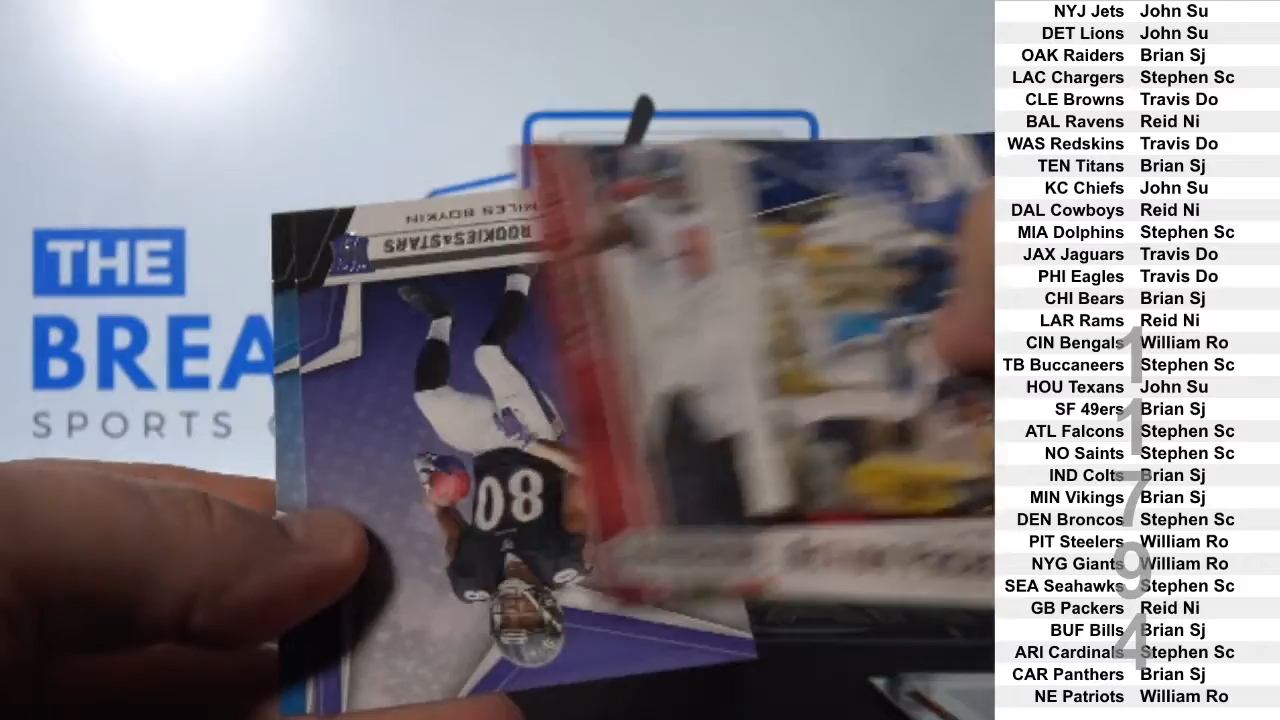 THE
BREA
SPORTS
MILES BOYKIN
ROOKIES & STARS
80
NYJ Jets John Su
DET Lions John Su
OAK Raiders Brian Sj
LAC Chargers Stephen Sc
CLE Browns Travis Do
BAL Ravens Reid Ni
WAS Redskins Travis Do
TEN Titans Brian Sj
KC Chiefs John Su
DAL Cowboys Reid Ni
MIA Dolphins Stephen Sc
JAX Jaguars Travis Do
PHI Eagles Travis Do
CHI Bears Brian Sj
LAR Rams Reid Ni
CIN Bengals William Ro
TB Buccaneers Stephen Sc
HOU Texans John Su
SF 49ers Brian Sj
ATL Falcons Stephen Sc
NO Saints Stephen Sc
IND Colts Brian Sj
MIN Vikings Brian Sj
DEN Broncos Stephen Sc
PIT Steelers William Ro
NYG Giants William Ro
SEA Seahawks Stephen Sc
GB Packers Reid Ni
BUF Bills Brian Sj
ARI Cardinals Stephen Sc
CAR Panthers Brian Sj
NE Patriots William Ro
1
1
7
9
4